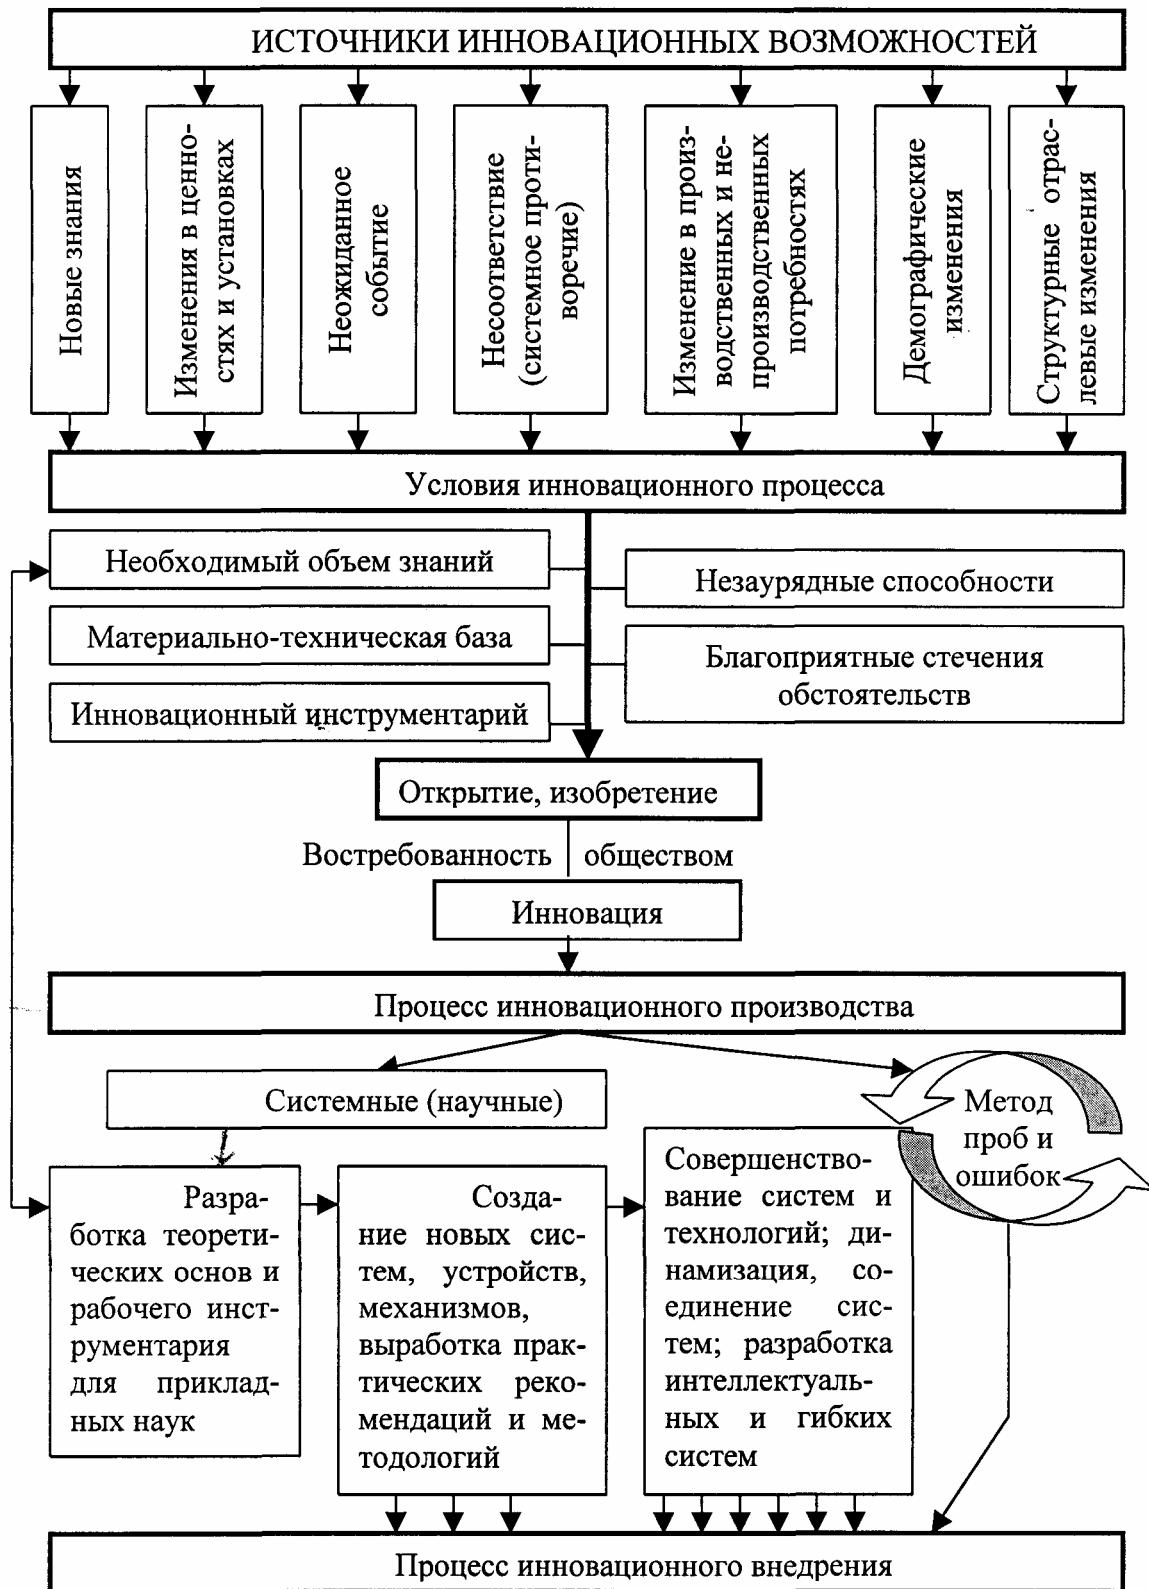 ИСТОЧНИКИ ИННОВАЦИОННЫХ ВОЗМОЖНОСТЕЙ
Новые знания
Изменения в ценно-
стях и установках
Неожиданное
событие
Несоответствие
(системное проти-
воречие)
Изменение в произ-
водственных и не-
производственных
потребностях
Демографические
изменения
Структурные отрас-
левые изменения
Условия инновационного процесса
Необходимый объем знаний
Незаурядные способности
Материально-техническая база
Благоприятные стечения
обстоятельств
Инновационный инструментарий
Открытие, изобретение
Востребованность обществом
Инновация
Процесс инновационного производства
Системные (научные)
Метод
проб и
ошибок
Разра-
ботка теорети-
ческих основ и
рабочего инст-
рументария
для приклад-
ных наук
Созда-
ние новых сис-
тем, устройств,
механизмов,
выработка прак-
тических реко-
мендаций и ме-
тодологий
Совершенство-
вание систем и
технологий; ди-
намизация, со-
единение сис-
тем; разработка
интеллектуаль-
ных и гибких
систем
Процесс инновационного внедрения